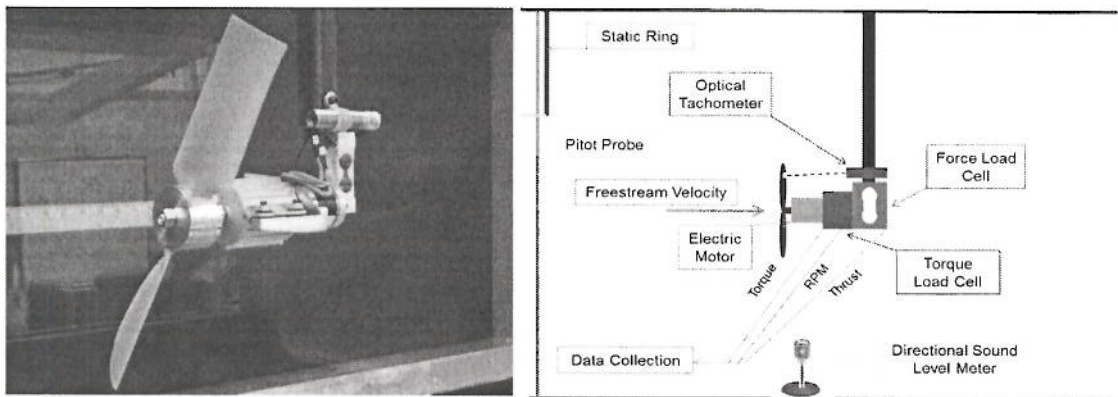 Static Ring
Optical
Tachometer
Pitot Probe
Force Load
Cell
Freestream Velocity
Electric
Motor
Torque
RPM
Thrust
Torque
Load Cell
Data Collection
Directional Sound
Level Meter